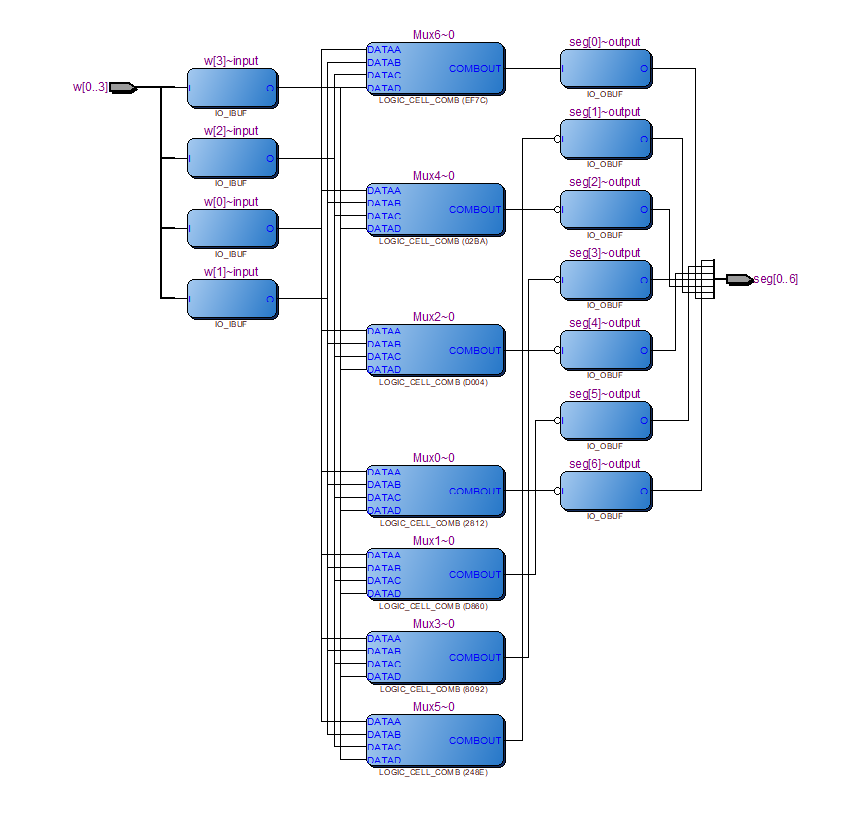 w[0..3]
w[3]~input
I
O
IO_IBUF
w[2]~input
I
O
IO_IBUF
w[0]~input
I
O
IO_IBUF
w[1]~input
I
O
IO_IBUF
Mux6~0
DATAA
DATAB
DATAC
DATAD
COMBOUT
LOGIC_CELL_COMB (EF7C)
Mux4~0
DATAA
DATAB
DATAC
DATAD
COMBOUT
LOGIC_CELL_COMB (02BA)
Mux2~0
DATAA
DATAB
DATAC
DATAD
COMBOUT
LOGIC_CELL_COMB (D004)
Mux0~0
DATAA
DATAB
DATAC
DATAD
COMBOUT
LOGIC_CELL_COMB (2812)
Mux1~0
DATAA
DATAB
DATAC
DATAD
COMBOUT
LOGIC_CELL_COMB (D860)
Mux3~0
DATAA
DATAB
DATAC
DATAD
COMBOUT
LOGIC_CELL_COMB (8092)
Mux5~0
DATAA
DATAB
DATAC
DATAD
COMBOUT
LOGIC_CELL_COMB (248E)
seg[0]~output
I
O
IO_OBUF
seg[1]~output
I
O
IO_OBUF
seg[2]~output
I
O
IO_OBUF
seg[3]~output
I
O
IO_OBUF
seg[4]~output
I
O
IO_OBUF
seg[5]~output
I
O
IO_OBUF
seg[6]~output
I
O
IO_OBUF
seg[0..6]